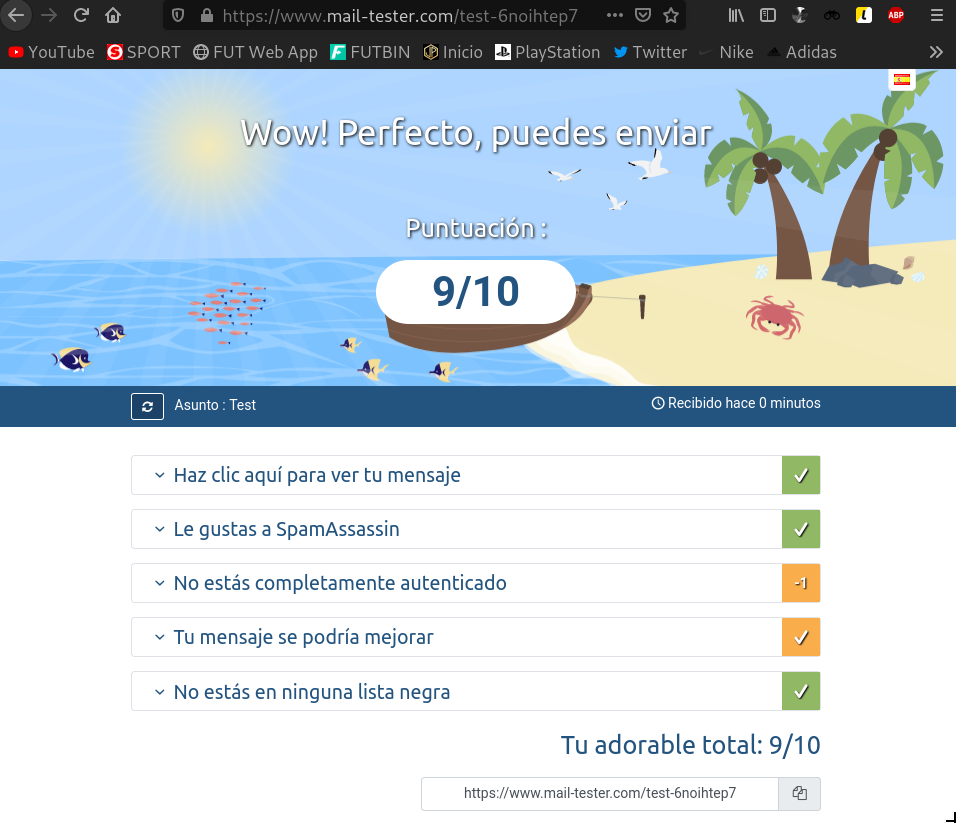 https://www.mail-tester.com/test-6noihtep7
ABP
YouTube SPORT FUT Web App FUTBIN Inicio PlayStation Twitter Nike Adidas
Wow! Perfecto, puedes enviar
Puntuación :
9/10
Asunto : Test
Recibido hace 0 minutos
Haz clic aquí para ver tu mensaje
Le gustas a SpamAssassin
No estás completamente autenticado
-1
Tu mensaje se podría mejorar
No estás en ninguna lista negra
Tu adorable total: 9/10
https://www.mail-tester.com/test-6noihtep7